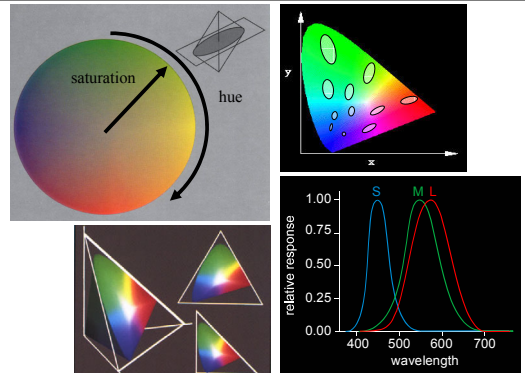 saturation
hue
y
x
S M L
1.00
0.75
0.50
0.25
0.00
relative response
400 500 600 700
wavelength